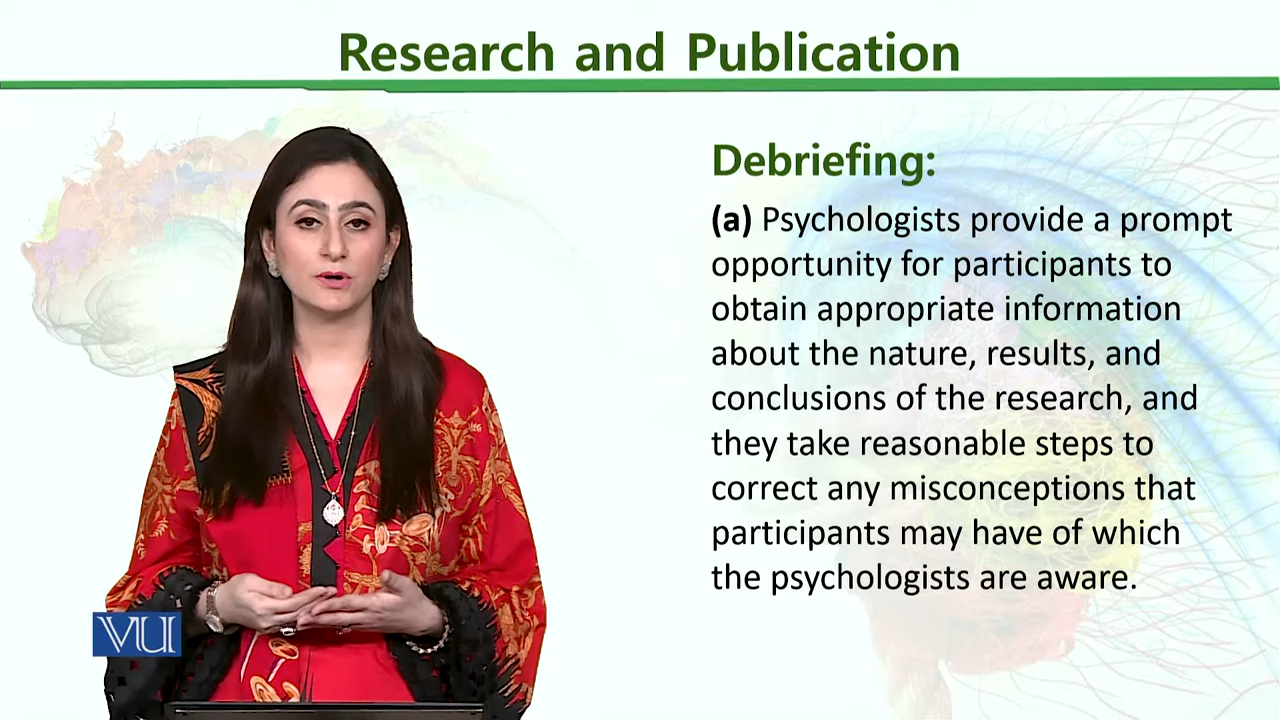 Research and Publication
Debriefing:
(a) Psychologists provide a prompt
opportunity for participants to
obtain appropriate information
about the nature, results, and
conclusions of the research, and
they take reasonable steps to
correct any misconceptions that
participants may have of which
the psychologists are aware.
VU